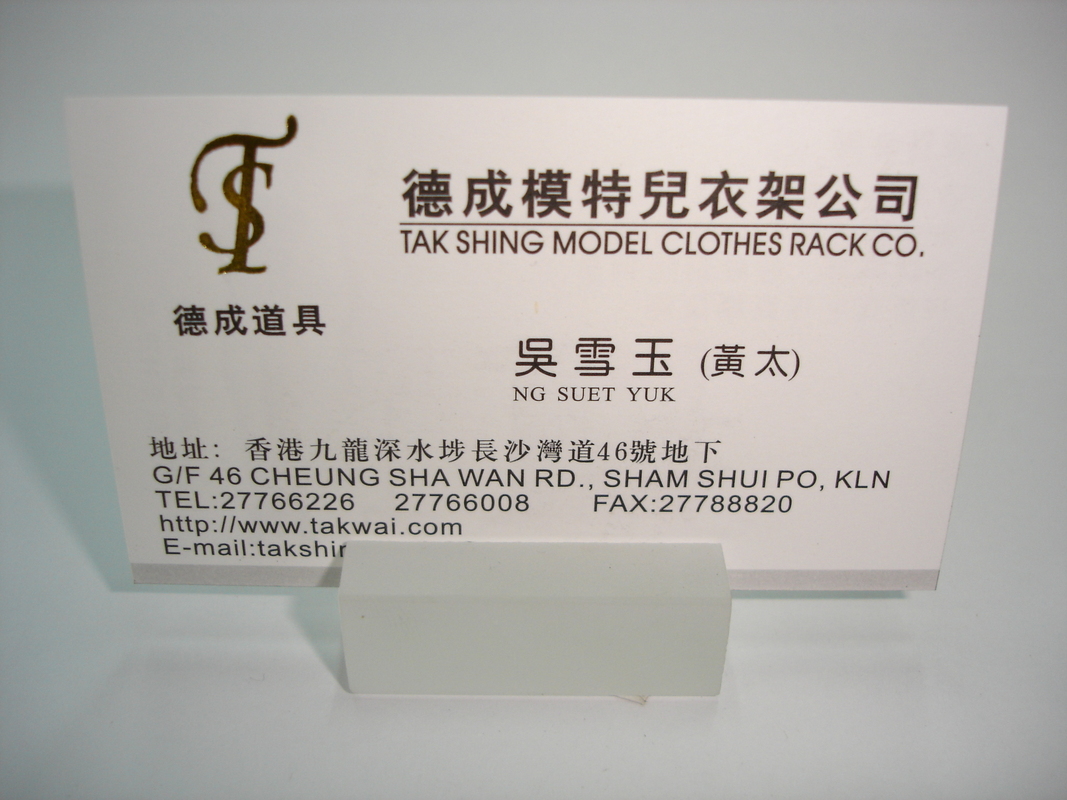 TS
德成模特兒衣架公司
TAK SHING MODEL CLOTHES RACK CO.
德成道具
吳雪玉 (黃太)
NG SUET YUK
地址: 香港九龍深水埗長沙灣道46號地下
G/F 46 CHEUNG SHA WAN RD., SHAM SHUI PO, KLN
TEL:27766226 27766008 FAX:27788820
http://www.takwai.com
E-mail:takshin